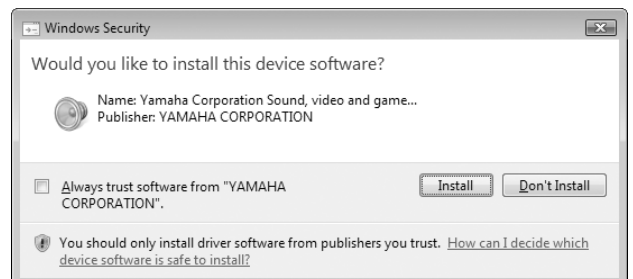 Windows Security
Would you like to install this device software?
Name: Yamaha Corporation Sound, video and game...
Publisher: YAMAHA CORPORATION
Always trust software from "YAMAHA
CORPORATION".
Install
Don't Install
You should only install driver software from publishers you trust. How can I decide which
device software is safe to install?